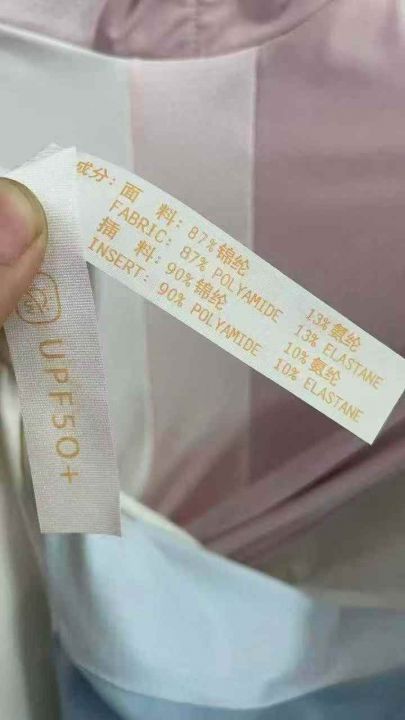 成分：面 料：87%锦纶 13%氨纶
FABRIC: 87% POLYAMIDE 13% ELASTANE
插 料：90%锦纶 10%氨纶
INSERT: 90% POLYAMIDE 10% ELASTANE
UPF50+